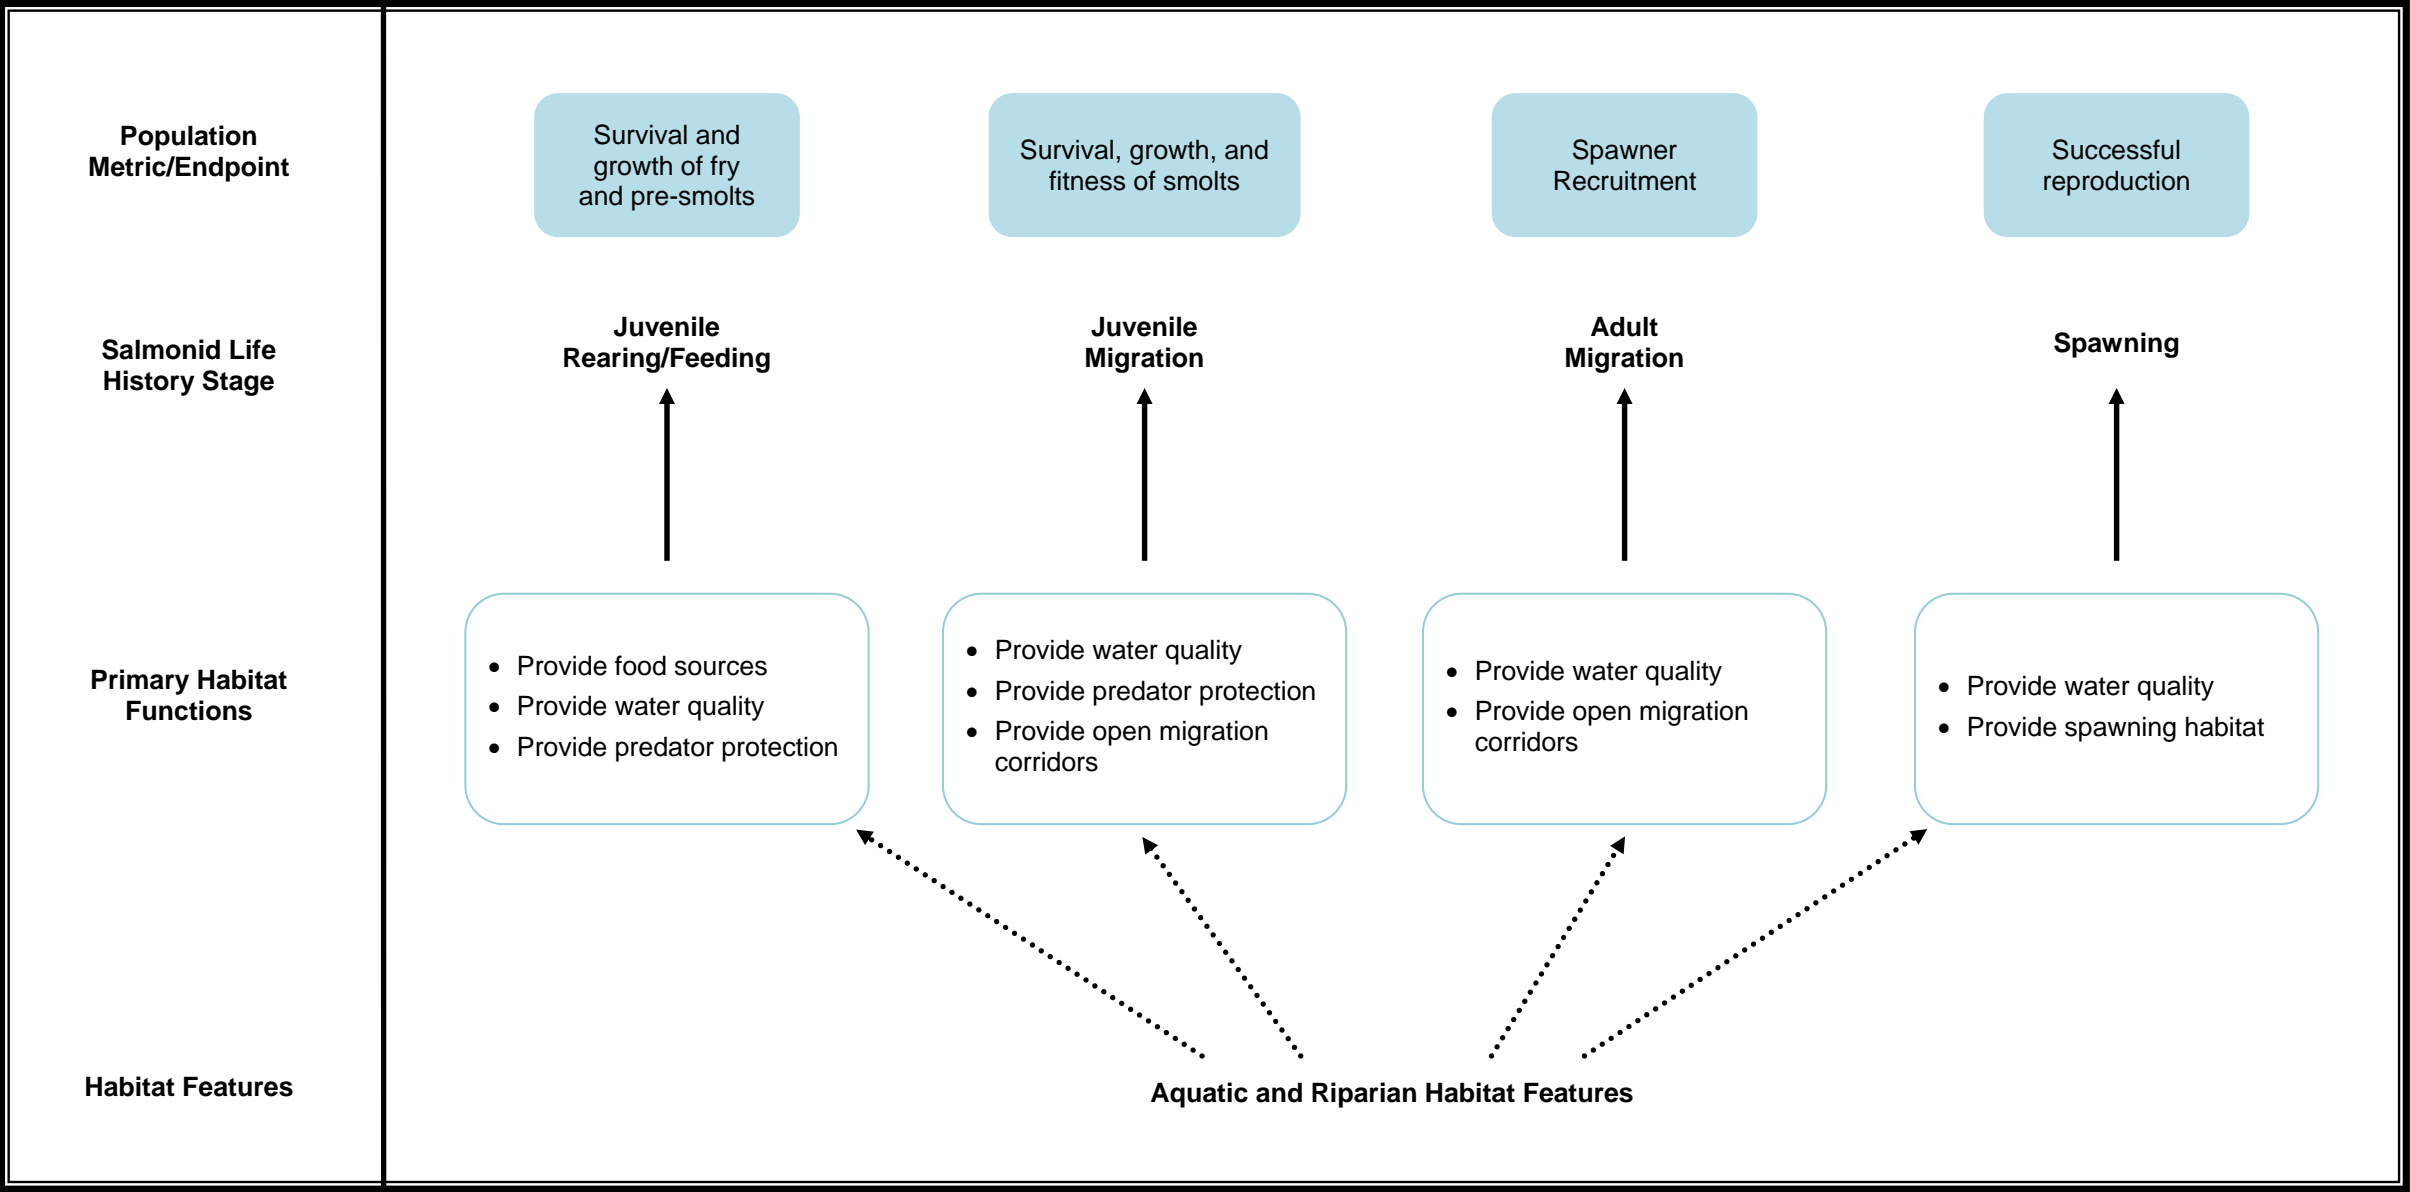 Population
Metric/Endpoint
Survival and
growth of fry
and pre-smolts
Survival, growth, and
fitness of smolts
Spawner
Recruitment
Successful
reproduction
Salmonid Life
History Stage
Juvenile
Rearing/Feeding
Juvenile
Migration
Adult
Migration
Spawning
Primary Habitat
Functions
• Provide food sources
• Provide water quality
• Provide predator protection
• Provide water quality
• Provide predator protection
• Provide open migration
corridors
• Provide water quality
• Provide open migration
corridors
• Provide water quality
• Provide spawning habitat
Habitat Features
Aquatic and Riparian Habitat Features